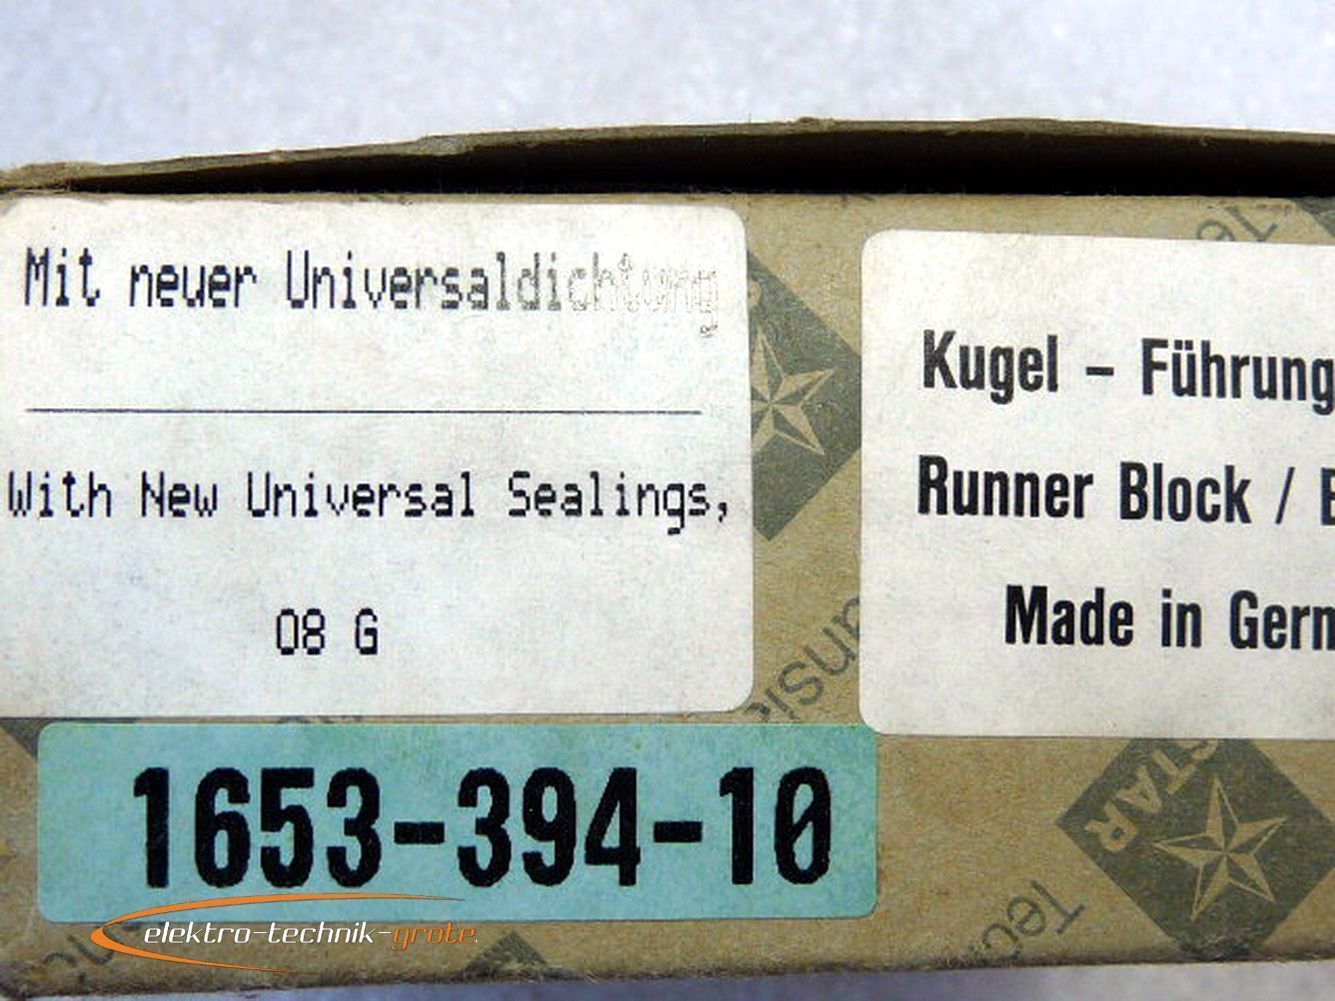 Mit neuer Universaldichtung
With New Universal Sealings,
08 G
Kugel - Führung
Runner Block /
Made in Germ
1653-394-10
STAR
elektro-technik-grote